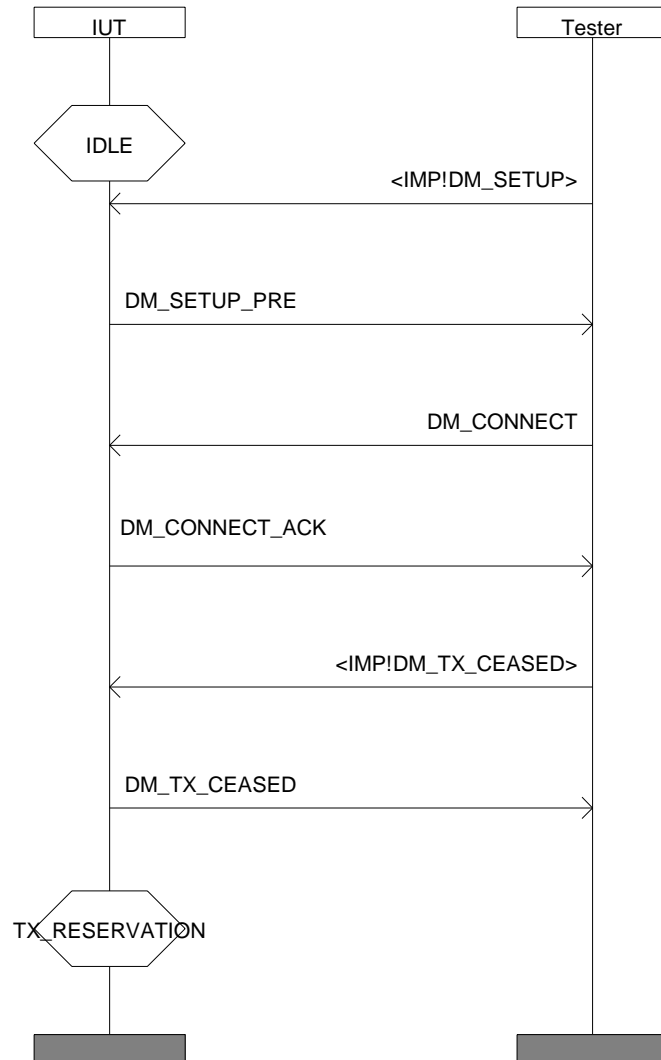 IUT
Tester
IDLE
<IMP!DM_SETUP>
DM_SETUP_PRE
DM_CONNECT
DM_CONNECT_ACK
<IMP!DM_TX_CEASED>
DM_TX_CEASED
TX_RESERVATION